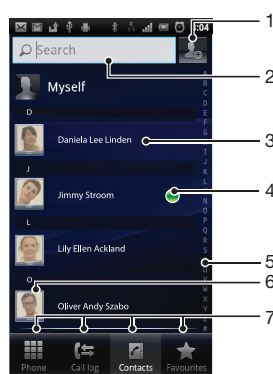 :04
1
Search
2
Myself
D
Daniela Lee Linden
3
J
Jimmy Stroom
4
L
Lily Ellen Ackland
5
O
6
Oliver Andy Szabo
7
Phone
Call log
Contacts
Favourites
A
B
C
D
E
F
G
I
J
K
L
N
O
P
Q
R
S
U
V
W
X
Y
Z
#